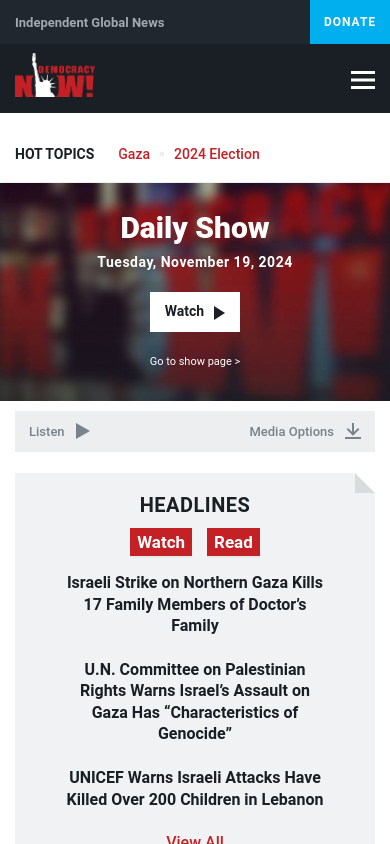 Independent Global News
DONATE
DEMOCRACY
NOW!
HOT TOPICS
Gaza
2024 Election
Daily Show
Tuesday, November 19, 2024
Watch
Go to show page >
Listen
Media Options
HEADLINES
Watch
Read
Israeli Strike on Northern Gaza Kills
17 Family Members of Doctor’s
Family
U.N. Committee on Palestinian
Rights Warns Israel’s Assault on
Gaza Has “Characteristics of
Genocide”
UNICEF Warns Israeli Attacks Have
Killed Over 200 Children in Lebanon
View All